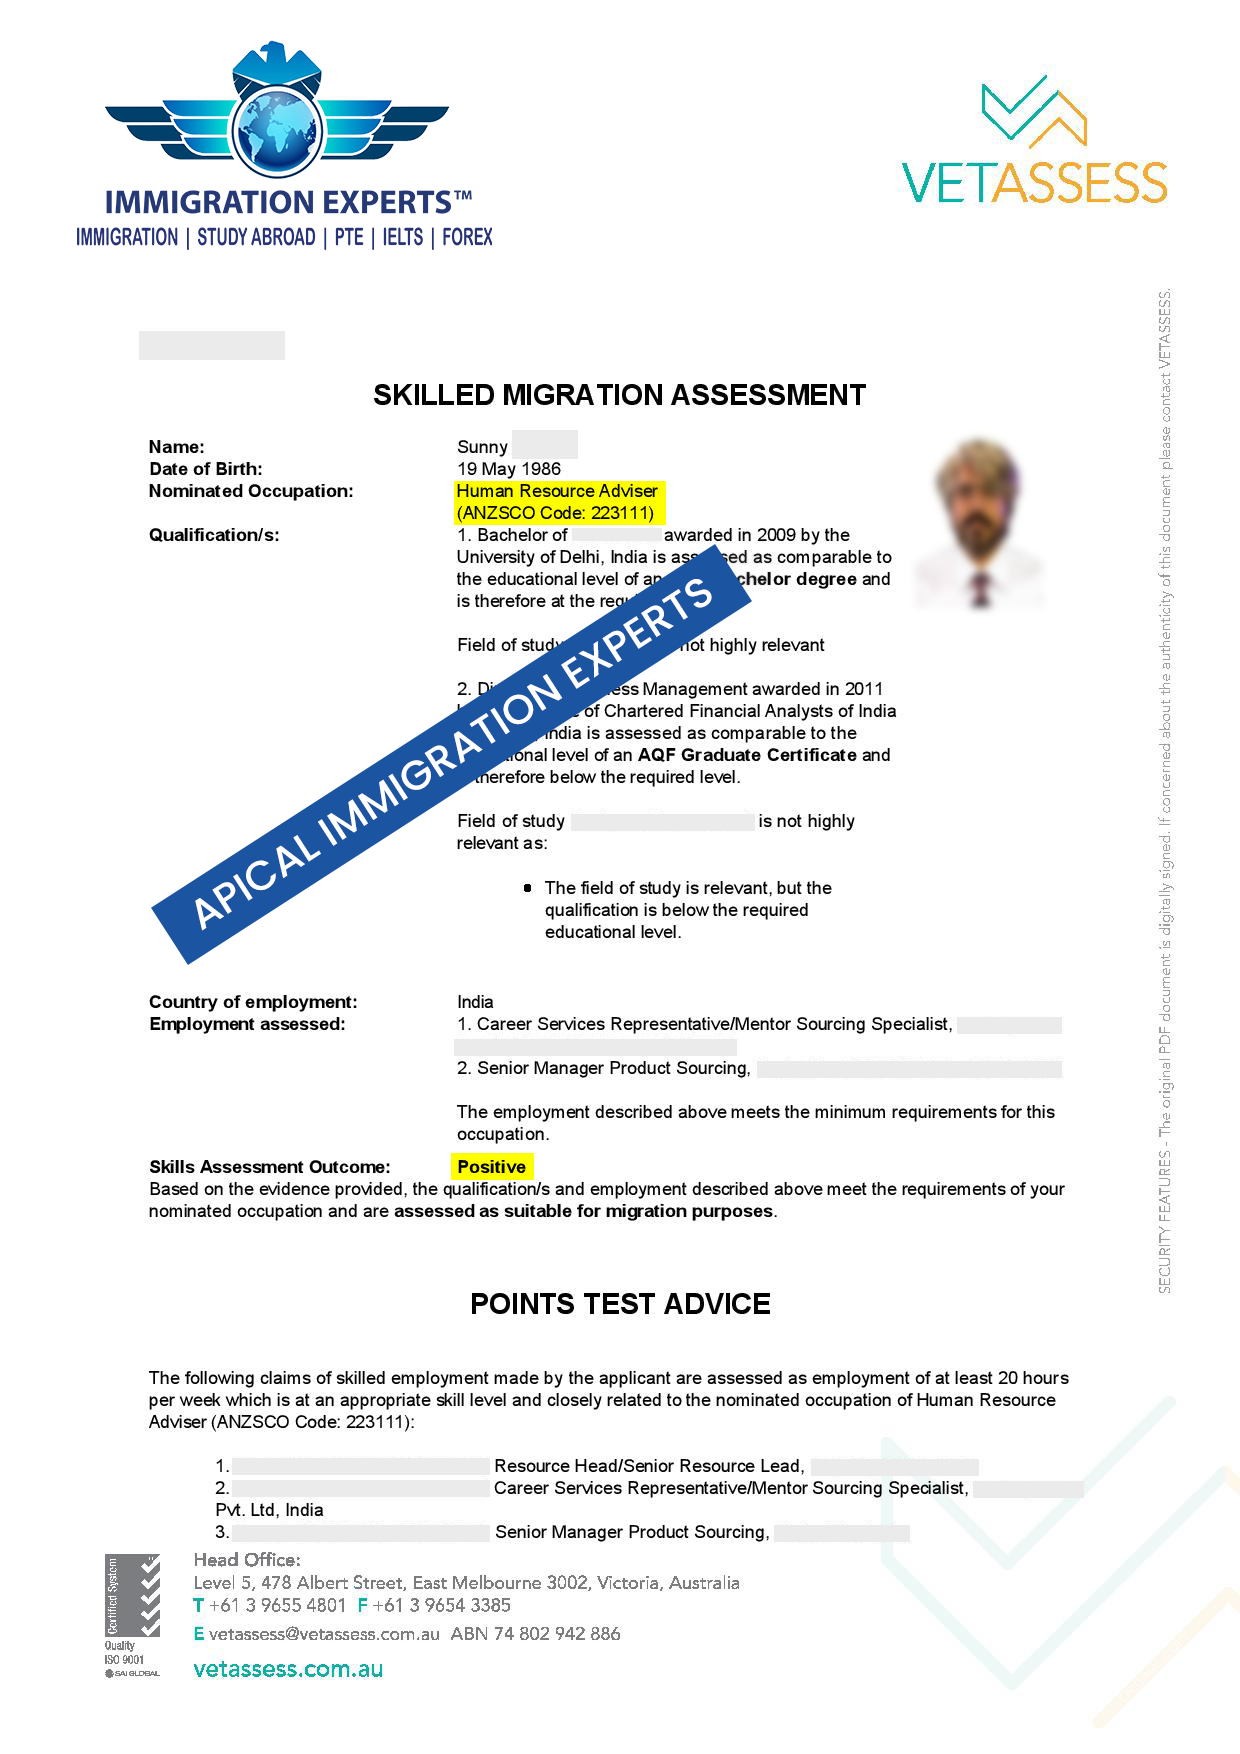 IMMIGRATION EXPERTS™
IMMIGRATION | STUDY ABROAD | PTE | IELTS | FOREX
VETASSESS
SKILLED MIGRATION ASSESSMENT
Name: Sunny
Date of Birth: 19 May 1986
Nominated Occupation: Human Resource Adviser
(ANZSCO Code: 223111)
Qualification/s: 1. Bachelor of awarded in 2009 by the
University of Delhi, India is assessed as comparable to
the educational level of an chelor degree and
is therefore at the requ
Field of study not highly relevant
2. Di ess Management awarded in 2011
of Chartered Financial Analysts of India
India is assessed as comparable to the
ional level of an AQF Graduate Certificate and
therefore below the required level.
APICAL IMMIGRATION EXPERTS
Field of study is not highly
relevant as:
• The field of study is relevant, but the
qualification is below the required
educational level.
Country of employment: India
Employment assessed: 1. Career Services Representative/Mentor Sourcing Specialist,
2. Senior Manager Product Sourcing,
The employment described above meets the minimum requirements for this
occupation.
Skills Assessment Outcome: Positive
Based on the evidence provided, the qualification/s and employment described above meet the requirements of your
nominated occupation and are assessed as suitable for migration purposes.
POINTS TEST ADVICE
The following claims of skilled employment made by the applicant are assessed as employment of at least 20 hours
per week which is at an appropriate skill level and closely related to the nominated occupation of Human Resource
Adviser (ANZSCO Code: 223111):
1. Resource Head/Senior Resource Lead,
2. Career Services Representative/Mentor Sourcing Specialist,
Pvt. Ltd, India
3. Senior Manager Product Sourcing,
Certified System
Quality
ISO 9001
SAI GLOBAL
Head Office:
Level 5, 478 Albert Street, East Melbourne 3002, Victoria, Australia
T +61 3 9655 4801 F +61 3 9654 3385
E vetassess@vetassess.com.au ABN 74 802 942 886
vetassess.com.au
SECURITY FEATURES - The original PDF document is digitally signed. If concerned about the authenticity of this document please contact VETASSESS.